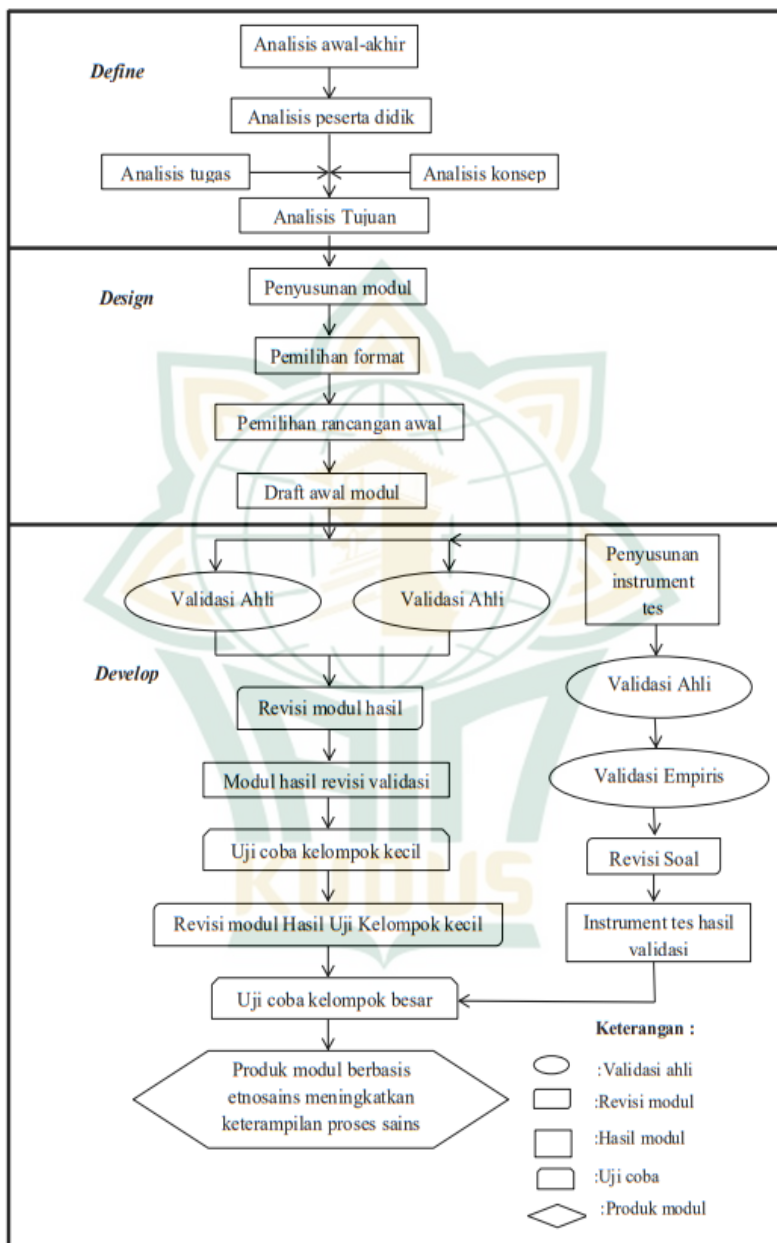 Define
Analisis awal-akhir
Analisis peserta didik
Analisis tugas
Analisis konsep
Analisis Tujuan
Design
Penyusunan modul
Pemilihan format
Pemilihan rancangan awal
Draft awal modul
Develop
Validasi Ahli
Validasi Ahli
Penyusunan
instrument
tes
Revisi modul hasil
Modul hasil revisi validasi
Uji coba kelompok kecil
Revisi modul Hasil Uji Kelompok kecil
Uji coba kelompok besar
Produk modul berbasis
etnosains meningkatkan
keterampilan proses sains
Validasi Ahli
Validasi Empiris
Revisi Soal
Instrument tes hasil
validasi
Keterangan :
:Validasi ahli
:Revisi modul
:Hasil modul
:Uji coba
:Produk modul
KUDUS